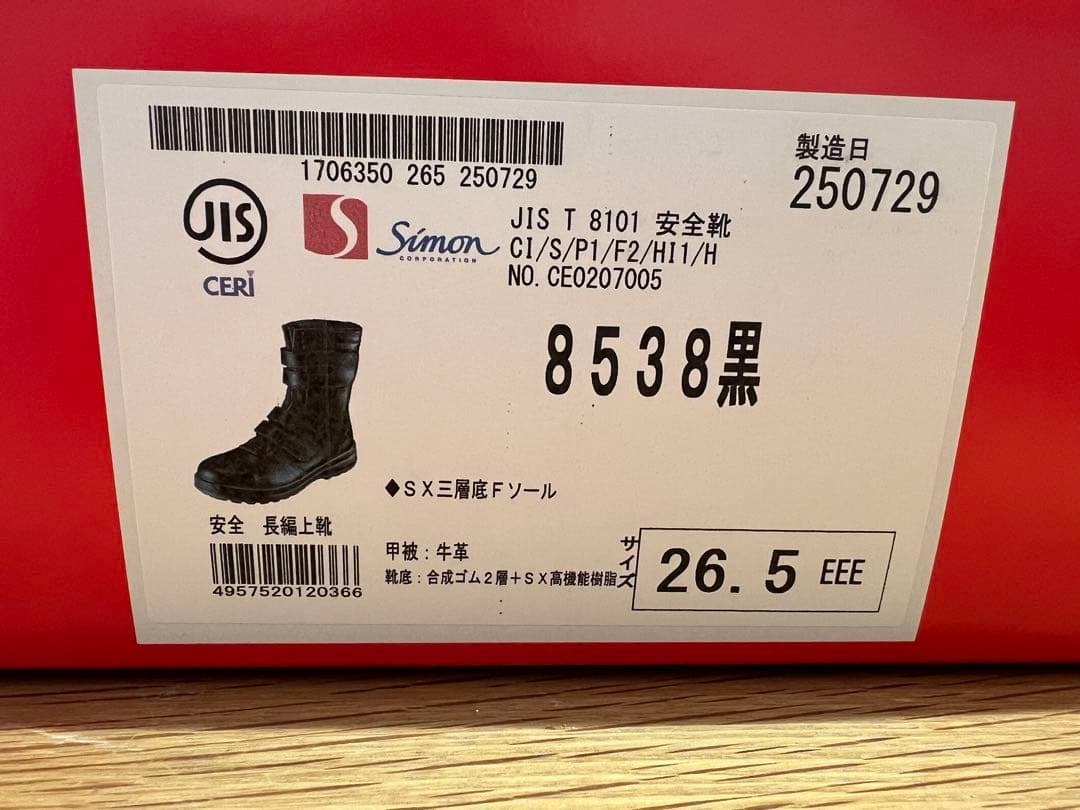 1706350 265 250729
製造日
250729
JIS
CERI
Simon
CORPORATION
JIS T 8101 安全靴
CI/S/P1/F2/HI1/H
NO. CE0207005
8538黒
◆SX三層底Fソール
安全 長編上靴
4957520120366
甲被:牛革
靴底:合成ゴム2層+SX高機能樹脂
サイズ
26.5 EEE